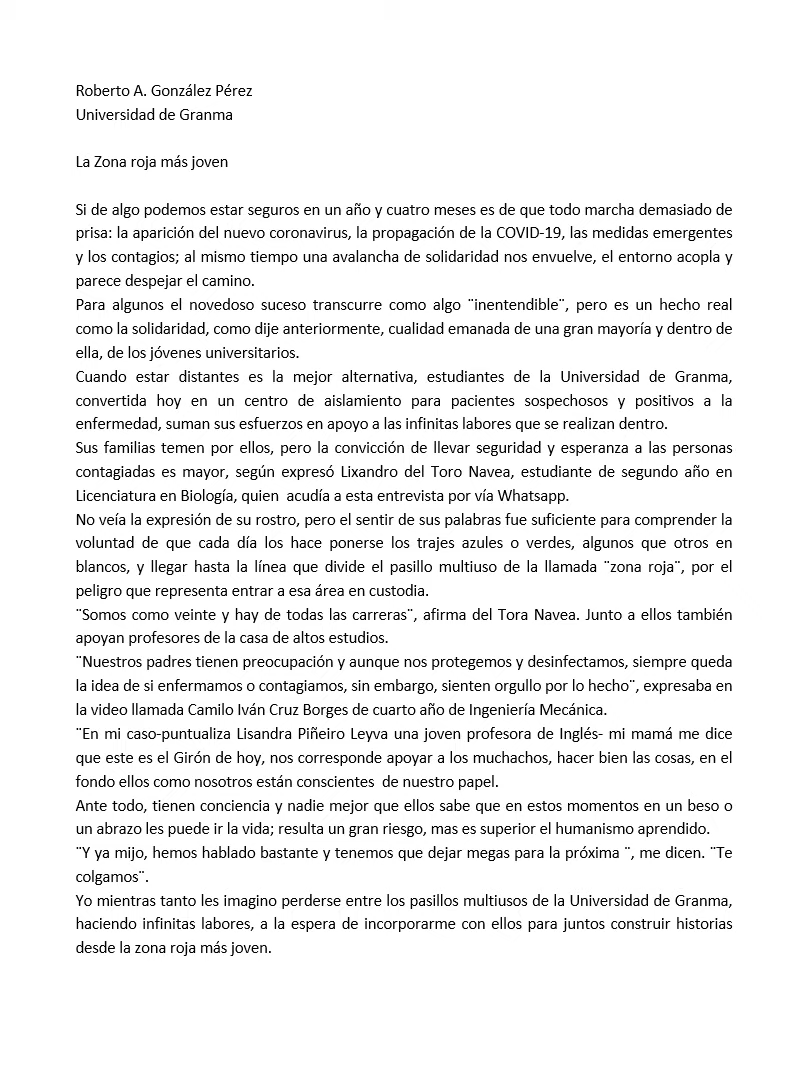 Roberto A. González Pérez
Universidad de Granma
La Zona roja más joven
Si de algo podemos estar seguros en un año y cuatro meses es de que todo marcha demasiado de
prisa: la aparición del nuevo coronavirus, la propagación de la COVID-19, las medidas emergentes
y los contagios; al mismo tiempo una avalancha de solidaridad nos envuelve, el entorno acopla y
parece despejar el camino.
Para algunos el novedoso suceso transcurre como algo ¨inentendible¨, pero es un hecho real
como la solidaridad, como dije anteriormente, cualidad emanada de una gran mayoría y dentro de
ella, de los jóvenes universitarios.
Cuando estar distantes es la mejor alternativa, estudiantes de la Universidad de Granma,
convertida hoy en un centro de aislamiento para pacientes sospechosos y positivos a la
enfermedad, suman sus esfuerzos en apoyo a las infinitas labores que se realizan dentro.
Sus familias temen por ellos, pero la convicción de llevar seguridad y esperanza a las personas
contagiadas es mayor, según expresó Lixandro del Toro Navea, estudiante de segundo año en
Licenciatura en Biología, quien  acudía a esta entrevista por vía Whatsapp.
No veía la expresión de su rostro, pero el sentir de sus palabras fue suficiente para comprender la
voluntad de que cada día los hace ponerse los trajes azules o verdes, algunos que otros en
blancos, y llegar hasta la línea que divide el pasillo multiuso de la llamada ¨zona roja¨, por el
peligro que representa entrar a esa área en custodia.
¨Somos como veinte y hay de todas las carreras¨, afirma del Tora Navea. Junto a ellos también
apoyan profesores de la casa de altos estudios.
¨Nuestros padres tienen preocupación y aunque nos protegemos y desinfectamos, siempre queda
la idea de si enfermamos o contagiamos, sin embargo, sienten orgullo por lo hecho¨, expresaba en
la video llamada Camilo Iván Cruz Borges de cuarto año de Ingeniería Mecánica.
¨En mi caso-puntualiza Lisandra Piñeiro Leyva una joven profesora de Inglés- mi mamá me dice
que este es el Girón de hoy, nos corresponde apoyar a los muchachos, hacer bien las cosas, en el
fondo ellos como nosotros están conscientes  de nuestro papel.
Ante todo, tienen conciencia y nadie mejor que ellos sabe que en estos momentos en un beso o
un abrazo les puede ir la vida; resulta un gran riesgo, mas es superior el humanismo aprendido.
¨Y ya mijo, hemos hablado bastante y tenemos que dejar megas para la próxima ¨, me dicen. ¨Te
colgamos¨.
Yo mientras tanto les imagino perderse entre los pasillos multiusos de la Universidad de Granma,
haciendo infinitas labores, a la espera de incorporarme con ellos para juntos construir historias
desde la zona roja más joven.